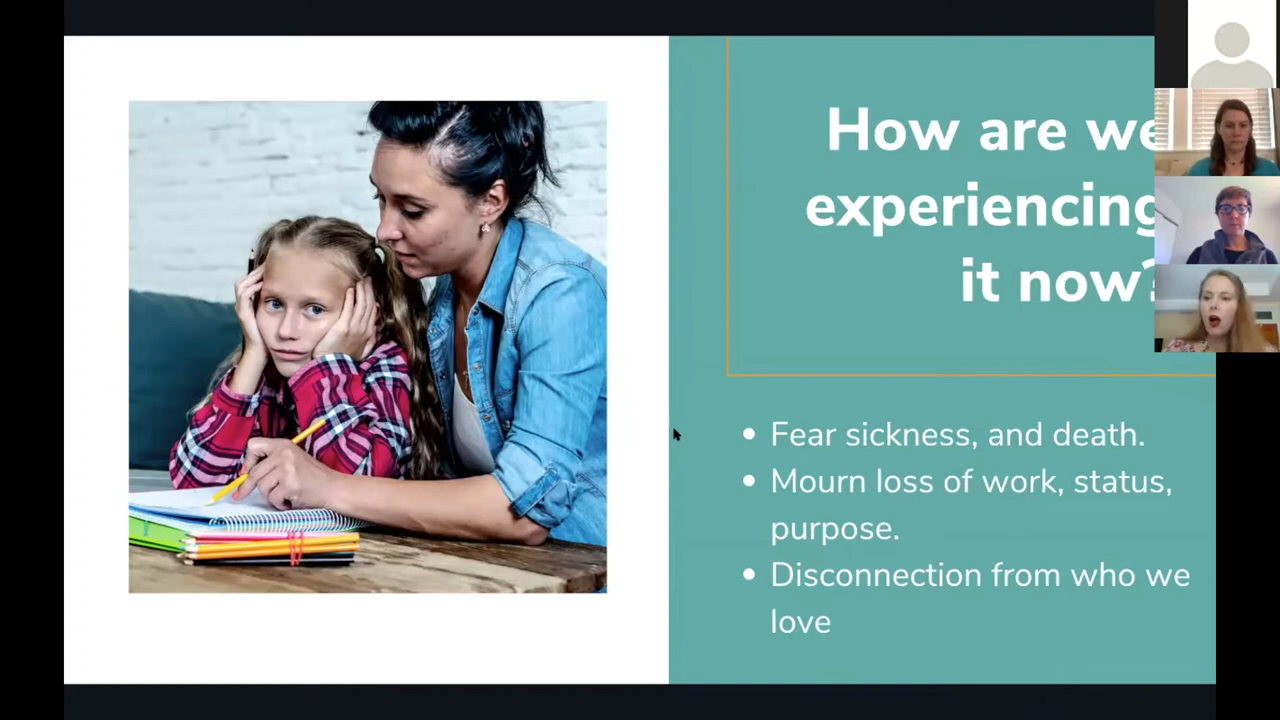 How are we
experiencing
it now?
• Fear sickness, and death.
• Mourn loss of work, status,
purpose.
• Disconnection from who we
love